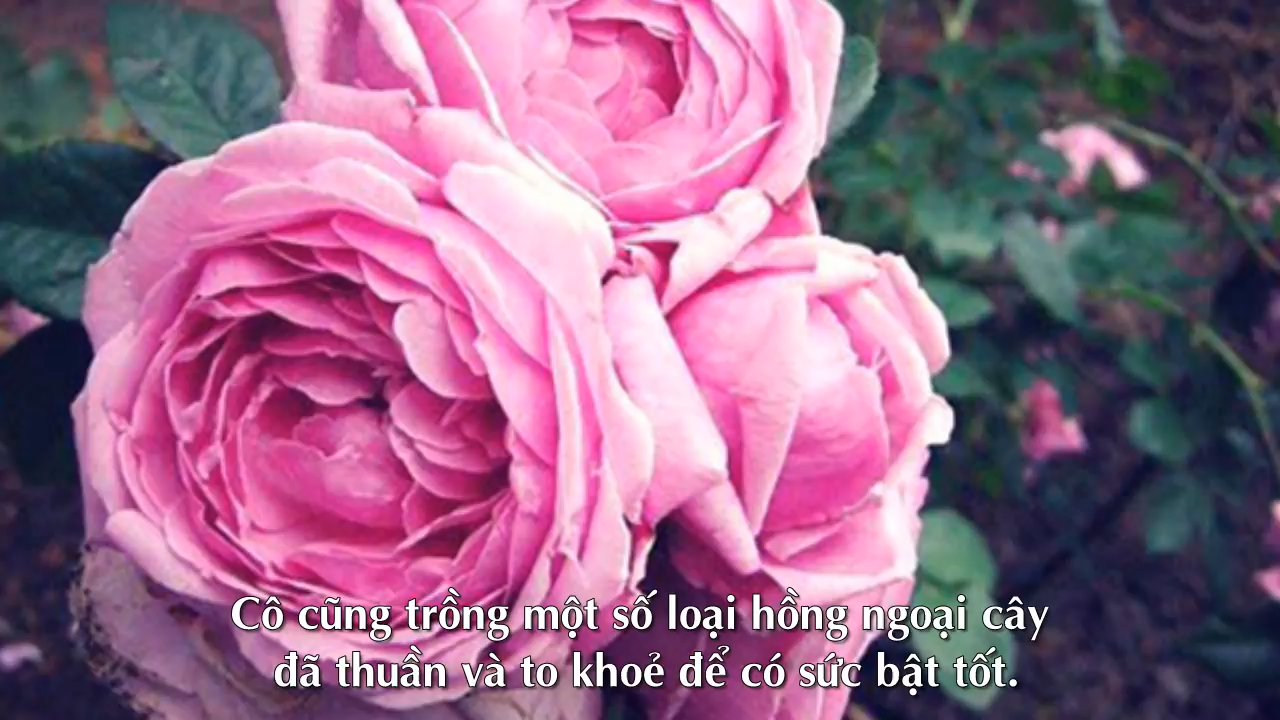 Cô cũng trồng một số loại hồng ngoại cây
đã thuần và to khoẻ để có sức bật tốt.